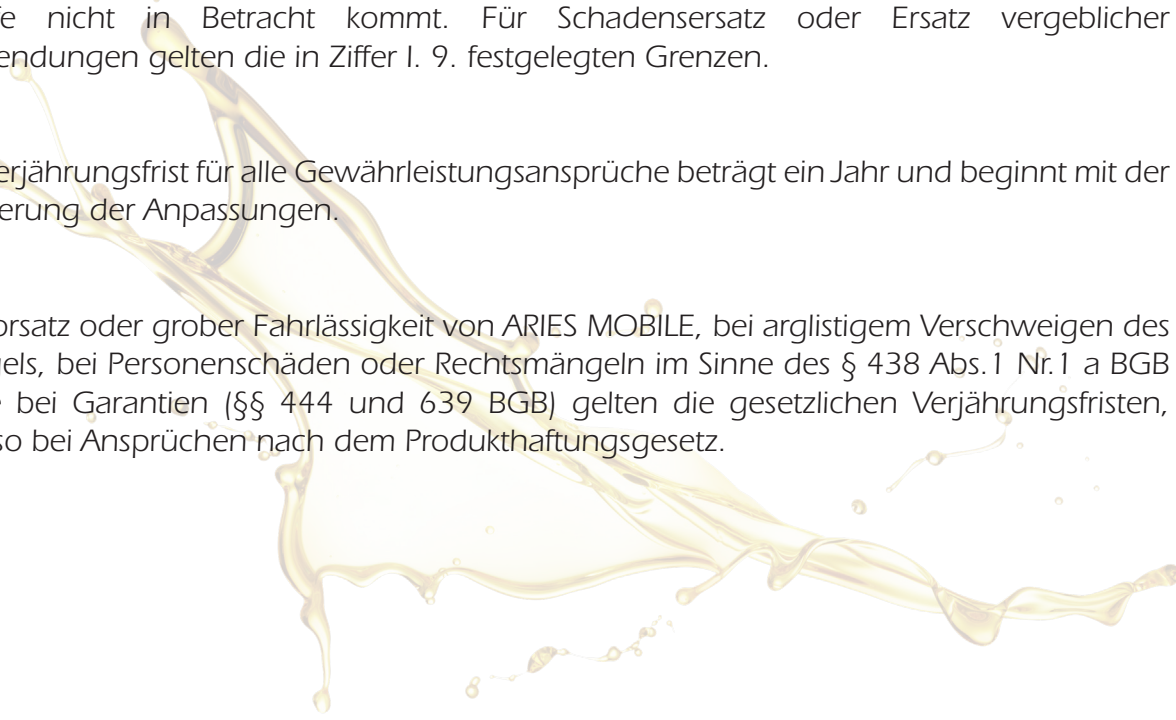 fe nicht in Betracht kommt. Für Schadensersatz oder Ersatz vergeblicher
endungen gelten die in Ziffer I. 9. festgelegten Grenzen.
erjährungsfrist für alle Gewährleistungsansprüche beträgt ein Jahr und beginnt mit der
erung der Anpassungen.
orsatz oder grober Fahrlässigkeit von ARIES MOBILE, bei arglistigem Verschweigen des
gels, bei Personenschäden oder Rechtsmängeln im Sinne des § 438 Abs.1 Nr.1 a BGB
e bei Garantien (§§ 444 und 639 BGB) gelten die gesetzlichen Verjährungsfristen,
so bei Ansprüchen nach dem Produkthaftungsgesetz.